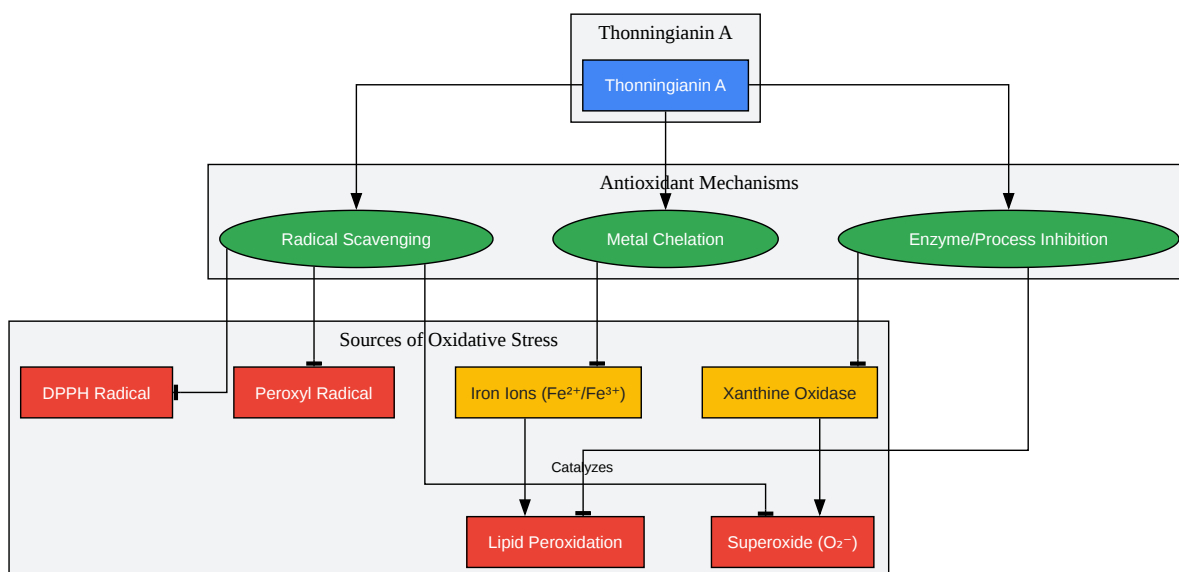 Thonningianin A
Thonningianin A
Antioxidant Mechanisms
Radical Scavenging
Metal Chelation
Enzyme/Process Inhibition
Sources of Oxidative Stress
DPPH Radical
Peroxyl Radical
Iron Ions (Fe²⁺/Fe³⁺)
Xanthine Oxidase
Catalyzes
Lipid Peroxidation
Superoxide (O₂⁻)